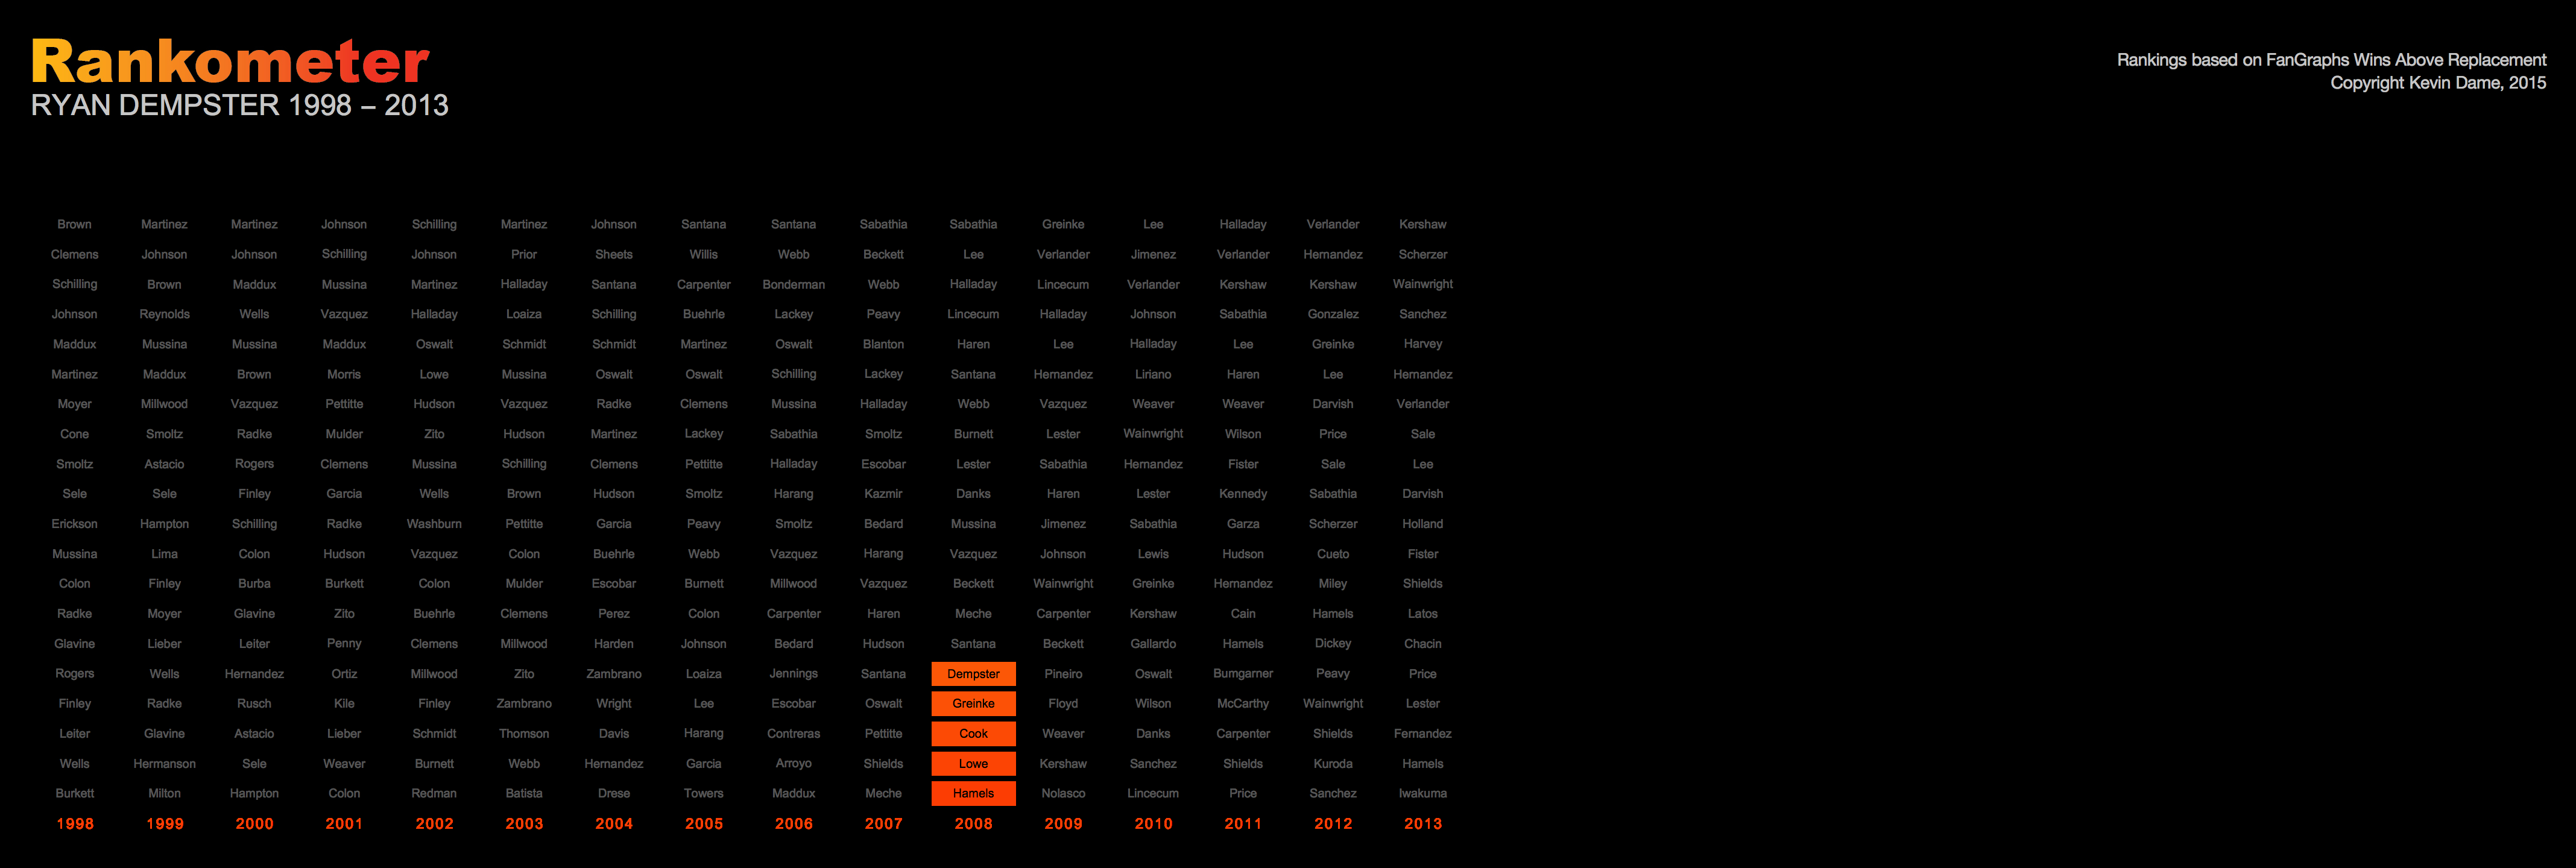 Rankometer
RYAN DEMPSTER 1998 – 2013
Rankings based on FanGraphs Wins Above Replacement
Copyright Kevin Dame, 2015
Brown Martinez Martinez Johnson Schilling Martinez Johnson Santana Santana Sabathia Sabathia Greinke Lee Halladay Verlander Kershaw
Clemens Johnson Johnson Schilling Johnson Prior Sheets Willis Webb Beckett Lee Verlander Jimenez Verlander Hernandez Scherzer
Schilling Brown Maddux Mussina Martinez Halladay Santana Carpenter Bonderman Webb Halladay Lincecum Verlander Kershaw Kershaw Wainwright
Johnson Reynolds Wells Vazquez Halladay Loaiza Schilling Buehrle Lackey Peavy Lincecum Halladay Johnson Sabathia Gonzalez Sanchez
Maddux Mussina Mussina Maddux Oswalt Schmidt Schmidt Martinez Oswalt Blanton Haren Lee Halladay Lee Greinke Harvey
Martinez Maddux Brown Morris Lowe Mussina Oswalt Oswalt Schilling Lackey Santana Hernandez Liriano Haren Lee Hernandez
Moyer Millwood Vazquez Pettitte Hudson Vazquez Radke Clemens Mussina Halladay Webb Vazquez Weaver Weaver Darvish Verlander
Cone Smoltz Radke Mulder Zito Hudson Martinez Lackey Sabathia Smoltz Burnett Lester Wainwright Wilson Price Sale
Smoltz Astacio Rogers Clemens Mussina Schilling Clemens Pettitte Halladay Escobar Lester Sabathia Hernandez Fister Sale Lee
Sele Sele Finley Garcia Wells Brown Hudson Smoltz Harang Kazmir Danks Haren Lester Kennedy Sabathia Darvish
Erickson Hampton Schilling Radke Washburn Pettitte Garcia Peavy Smoltz Bedard Mussina Jimenez Sabathia Garza Scherzer Holland
Mussina Lima Colon Hudson Vazquez Colon Buehrle Webb Vazquez Harang Vazquez Johnson Lewis Hudson Cueto Fister
Colon Finley Burba Burkett Colon Mulder Escobar Burnett Millwood Vazquez Beckett Wainwright Greinke Hernandez Miley Shields
Radke Moyer Glavine Zito Buehrle Clemens Perez Colon Carpenter Haren Meche Carpenter Kershaw Cain Hamels Latos
Glavine Lieber Leiter Penny Clemens Millwood Harden Johnson Bedard Hudson Santana Beckett Gallardo Hamels Dickey Chacin
Rogers Wells Hernandez Ortiz Millwood Zito Zambrano Loaiza Jennings Santana Dempster Pineiro Oswalt Bumgarner Peavy Price
Finley Radke Rusch Kile Finley Zambrano Wright Lee Escobar Oswalt Greinke Floyd Wilson McCarthy Wainwright Lester
Leiter Glavine Astacio Lieber Schmidt Thomson Davis Harang Contreras Pettitte Cook Weaver Danks Carpenter Shields Fernandez
Wells Hermanson Sele Weaver Burnett Webb Hernandez Garcia Arroyo Shields Lowe Kershaw Sanchez Shields Kuroda Hamels
Burkett Milton Hampton Colon Redman Batista Drese Towers Maddux Meche Hamels Nolasco Lincecum Price Sanchez Iwakuma
1998 1999 2000 2001 2002 2003 2004 2005 2006 2007 2008 2009 2010 2011 2012 2013